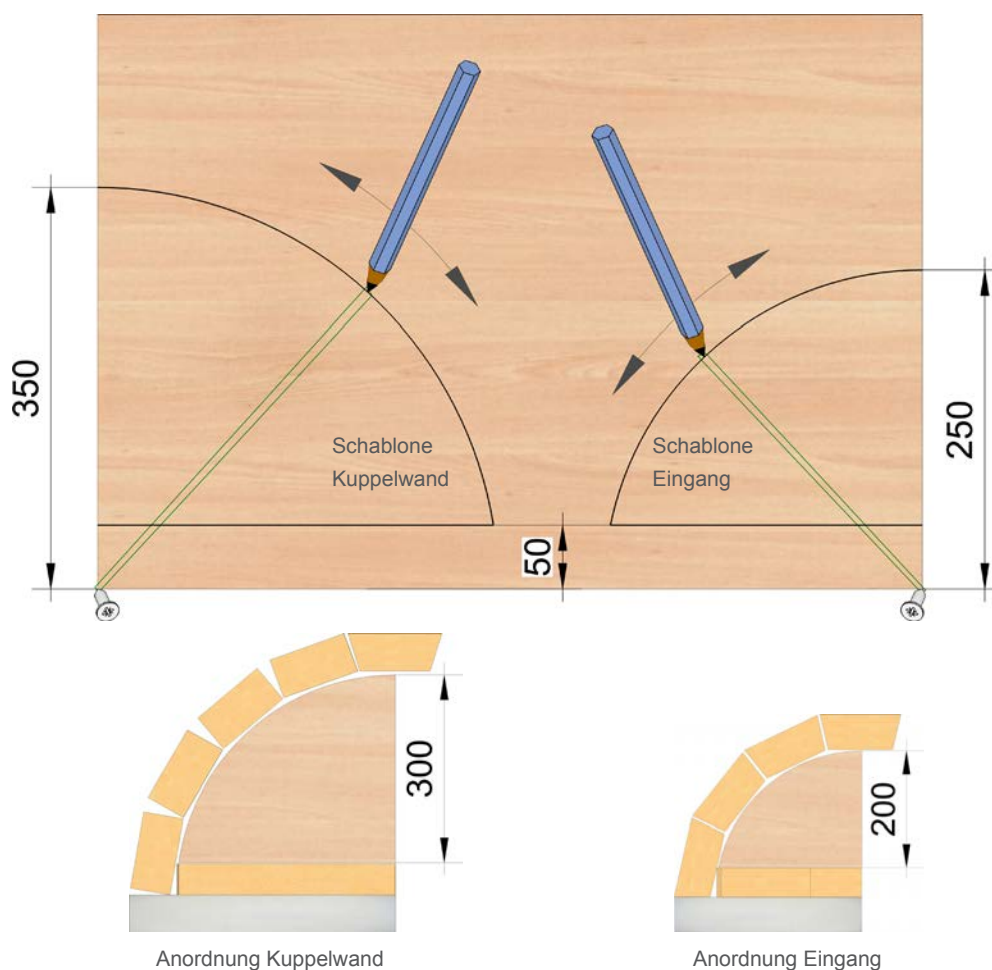 350
Schablone
Kuppelwand
Schablone
Eingang
250
50
300
200
Anordnung Kuppelwand
Anordnung Eingang